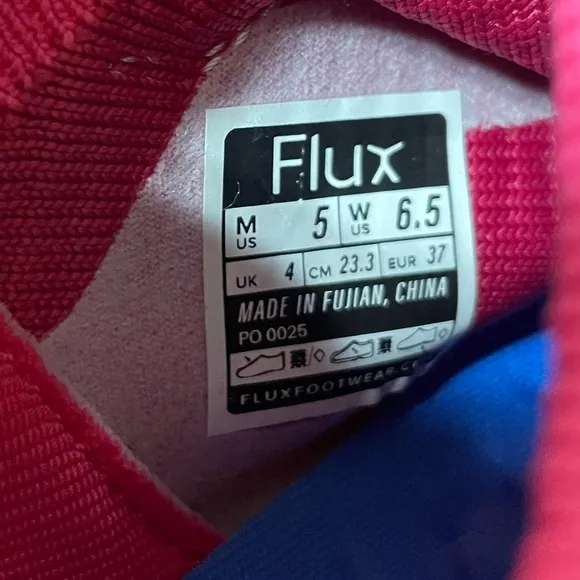 Flux
M US 5 W US 6.5
UK 4 CM 23.3 EUR 37
MADE IN FUJIAN, CHINA
PO 0025
FLUXFOOTWEAR.C